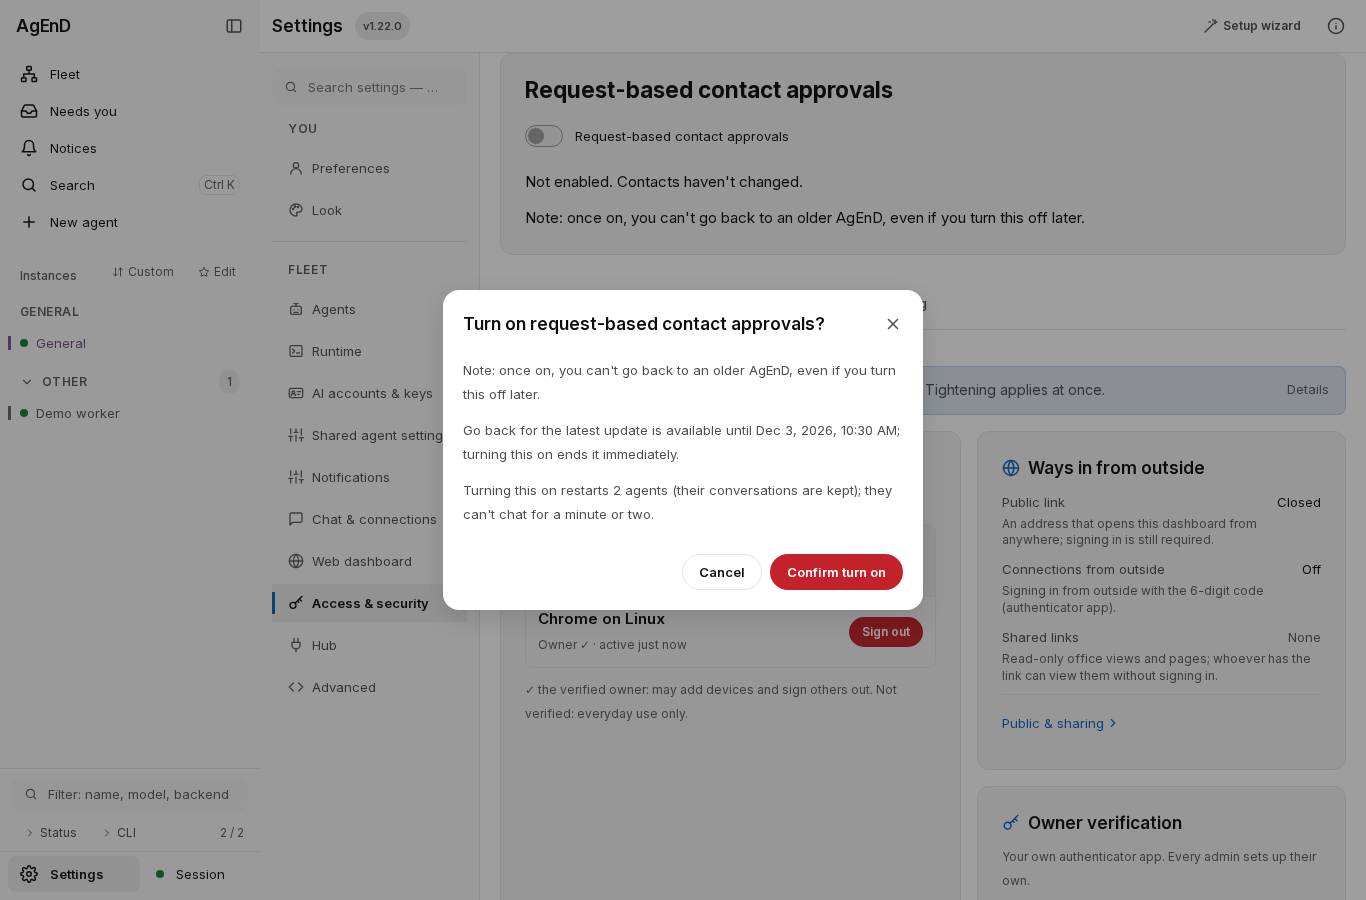 AgEnD
Fleet
Needs you
Notices
Search
Ctrl K
New agent
Instances
Custom
Edit
GENERAL
General
OTHER
1
Demo worker
Filter: name, model, backend
Status
CLI
2 / 2
Settings
Session
Settings
v1.22.0
Setup wizard
Search settings — …
YOU
Preferences
Look
FLEET
Agents
Runtime
AI accounts & keys
Shared agent setting
Notifications
Chat & connections
Web dashboard
Access & security
Hub
Advanced
Request-based contact approvals
Request-based contact approvals
Not enabled. Contacts haven't changed.
Note: once on, you can't go back to an older AgEnD, even if you turn this off later.
Tightening applies at once.
Details
Turn on request-based contact approvals?
Note: once on, you can't go back to an older AgEnD, even if you turn
this off later.
Go back for the latest update is available until Dec 3, 2026, 10:30 AM;
turning this on ends it immediately.
Turning this on restarts 2 agents (their conversations are kept); they
can't chat for a minute or two.
Cancel
Confirm turn on
Chrome on Linux
Owner ✓ · active just now
Sign out
✓ the verified owner: may add devices and sign others out. Not
verified: everyday use only.
Ways in from outside
Public link
Closed
An address that opens this dashboard from
anywhere; signing in is still required.
Connections from outside
Off
Signing in from outside with the 6-digit code
(authenticator app).
Shared links
None
Read-only office views and pages; whoever has the
link can view them without signing in.
Public & sharing
Owner verification
Your own authenticator app. Every admin sets up their
own.